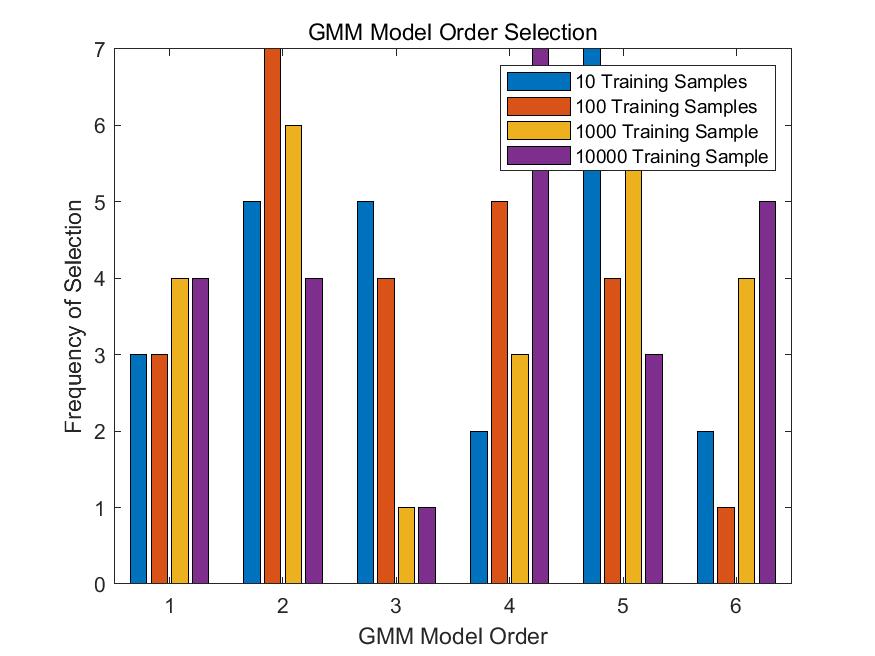 GMM Model Order Selection
7
6
5
4
3
2
1
0
Frequency of Selection
10 Training Samples
100 Training Samples
1000 Training Sample
10000 Training Sample
1 2 3 4 5 6
GMM Model Order